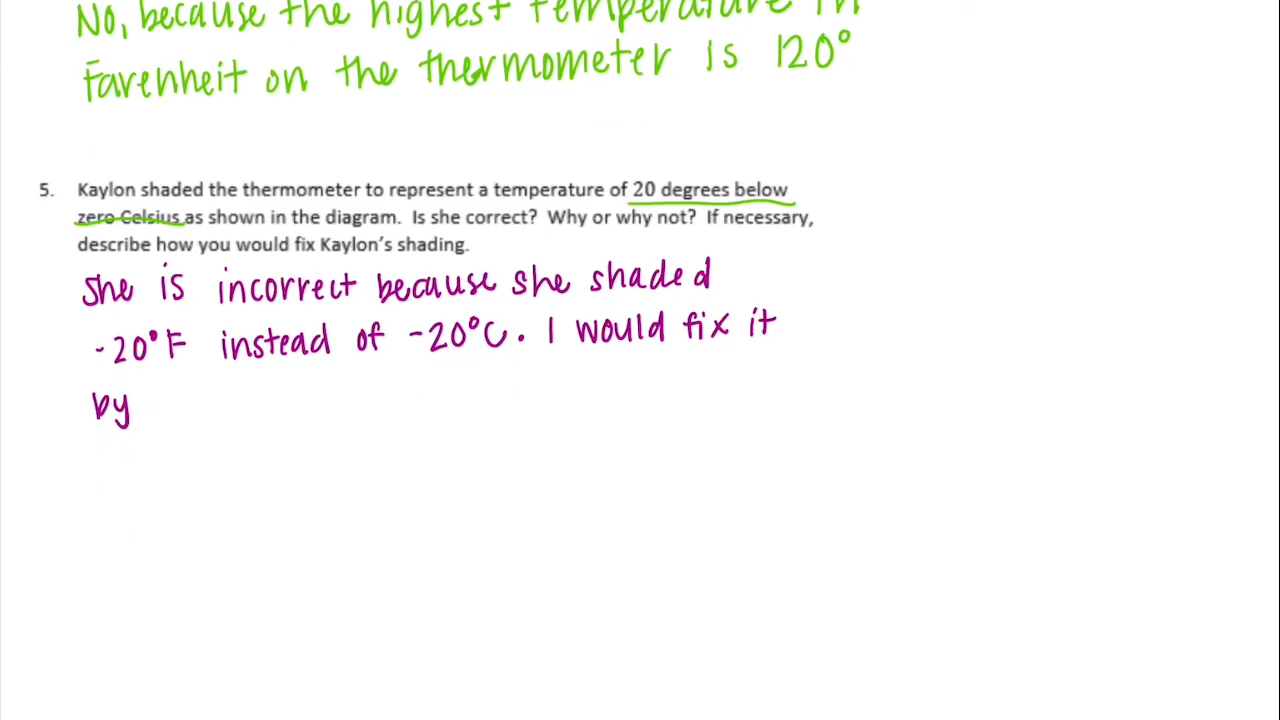 No, because the highest temperature in
Farenheit on the thermometer is 120°
5. Kaylon shaded the thermometer to represent a temperature of 20 degrees below
zero Celsius as shown in the diagram. Is she correct? Why or why not? If necessary,
describe how you would fix Kaylon's shading.
She is incorrect because she shaded
-20°F instead of -20°C. I would fix it
by